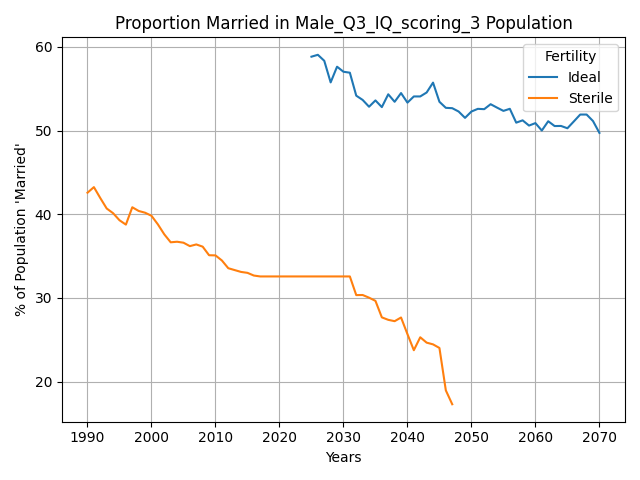 Proportion Married in Male_Q3_IQ_scoring_3 Population
% of Population 'Married'
60
50
40
30
20
Fertility
Ideal
Sterile
1990 2000 2010 2020 2030 2040 2050 2060 2070
Years